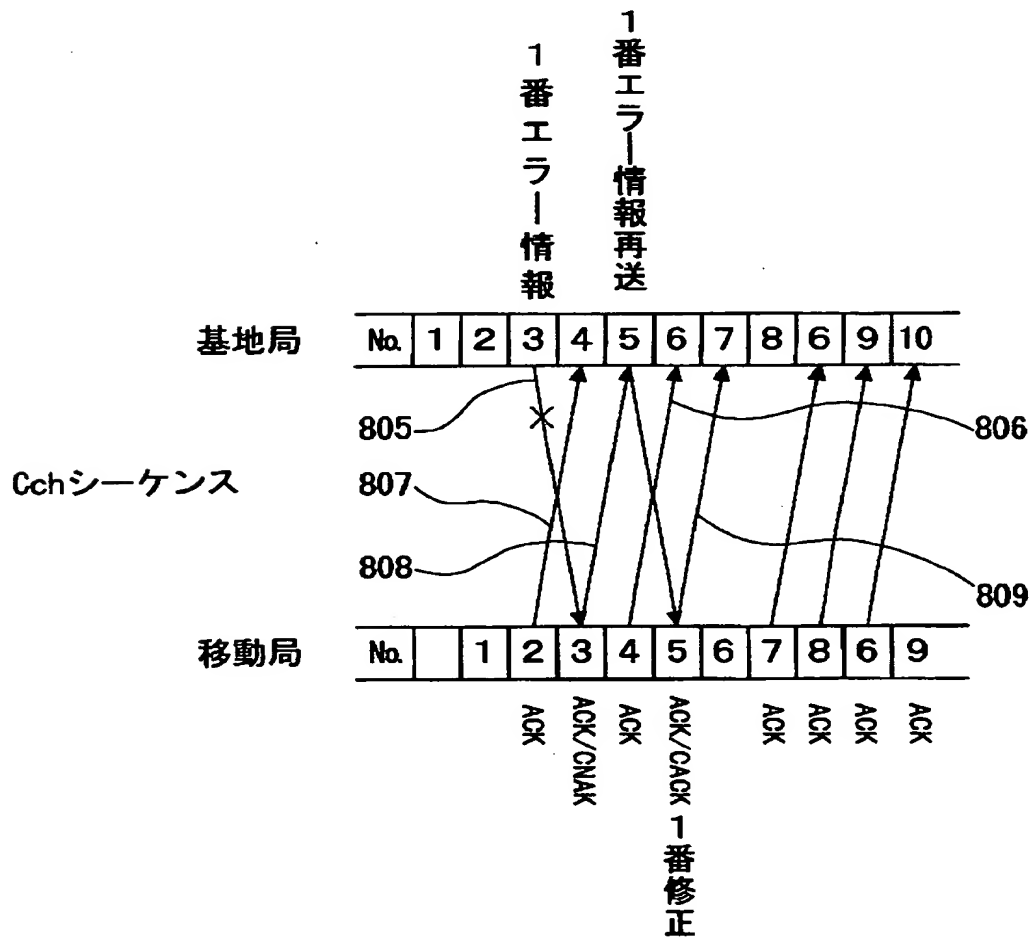 1番エラー情報
1番エラー情報再送
基地局 No. 1 2 3 4 5 6 7 8 6 9 10
805
806
Cchシーケンス
807
808
809
移動局 No. 1 2 3 4 5 6 7 8 6 9
ACK
ACK/CNAK
ACK
ACK/CACK
ACK
ACK
ACK
ACK
1番修正